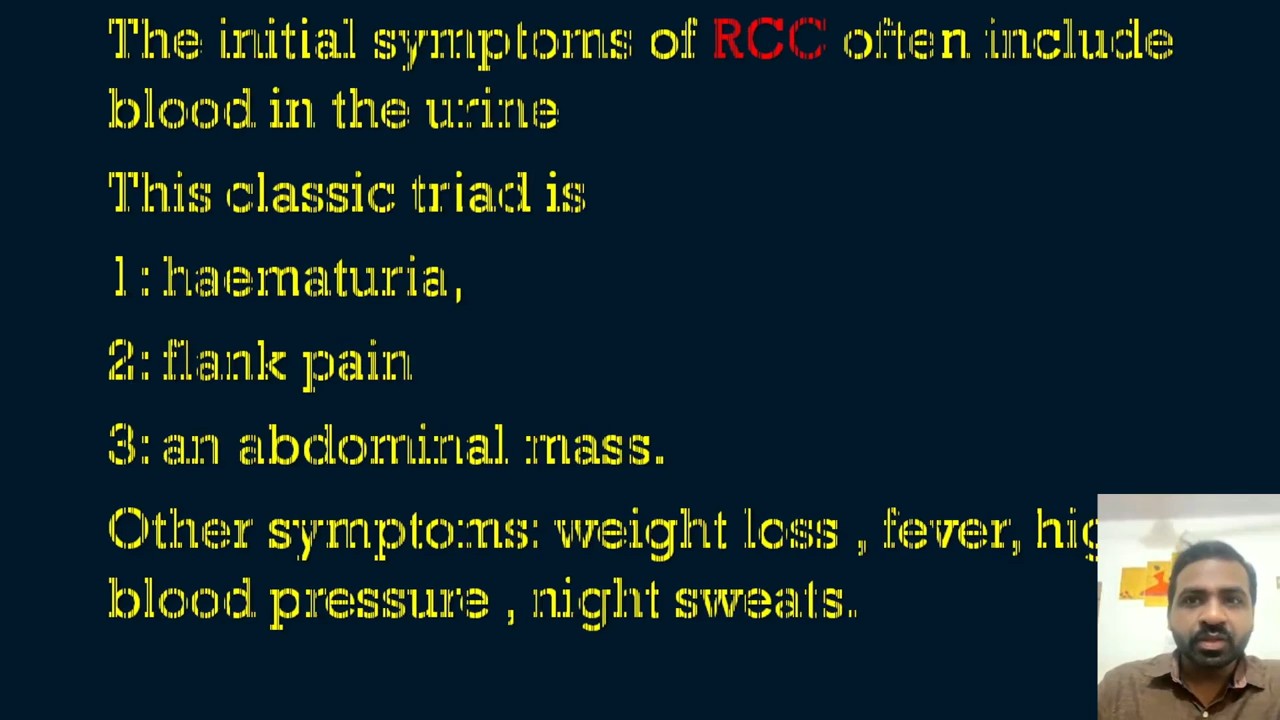 The initial symptoms of RCC often include
blood in the urine
This classic triad is
1: haematuria,
2: flank pain
3: an abdominal mass.
Other symptoms: weight loss , fever,
blood pressure , night sweats.